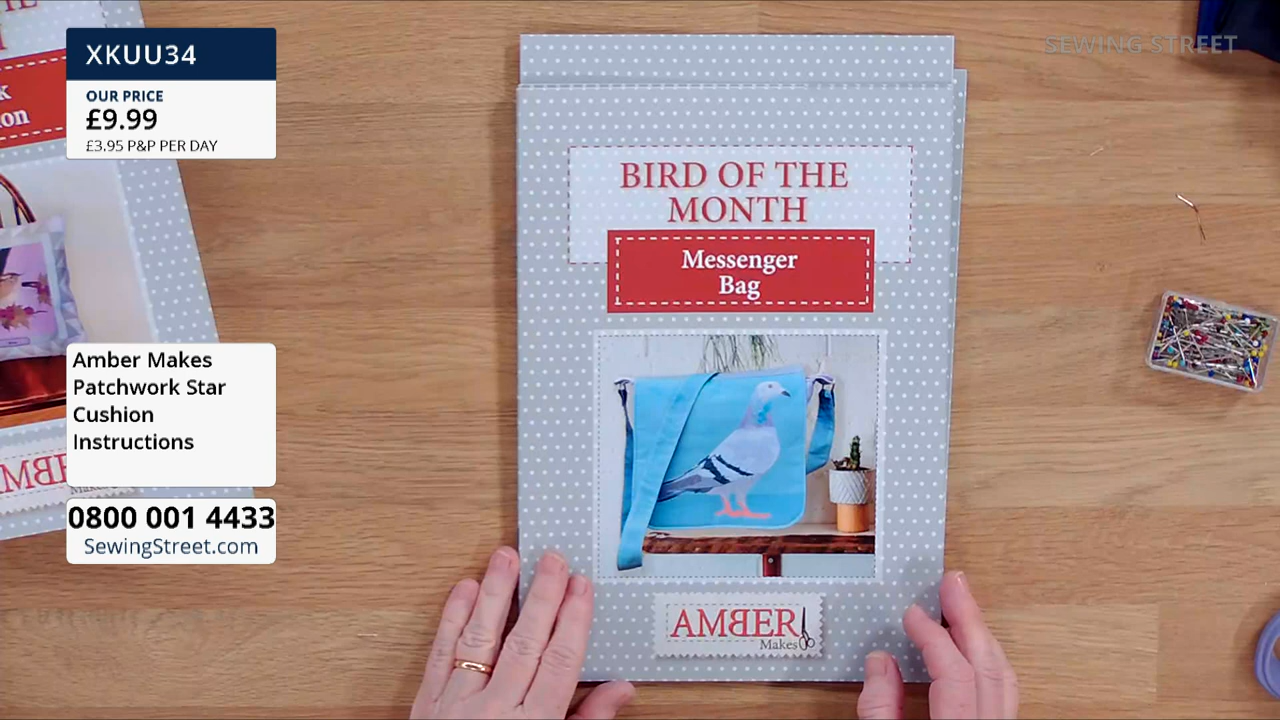 XKUU34
OUR PRICE
£9.99
£3.95 P&P PER DAY
SEWING STREET
BIRD OF THE
MONTH
Messenger
Bag
Amber Makes
Patchwork Star
Cushion
Instructions
0800 001 4433
SewingStreet.com
AMBER
Makes